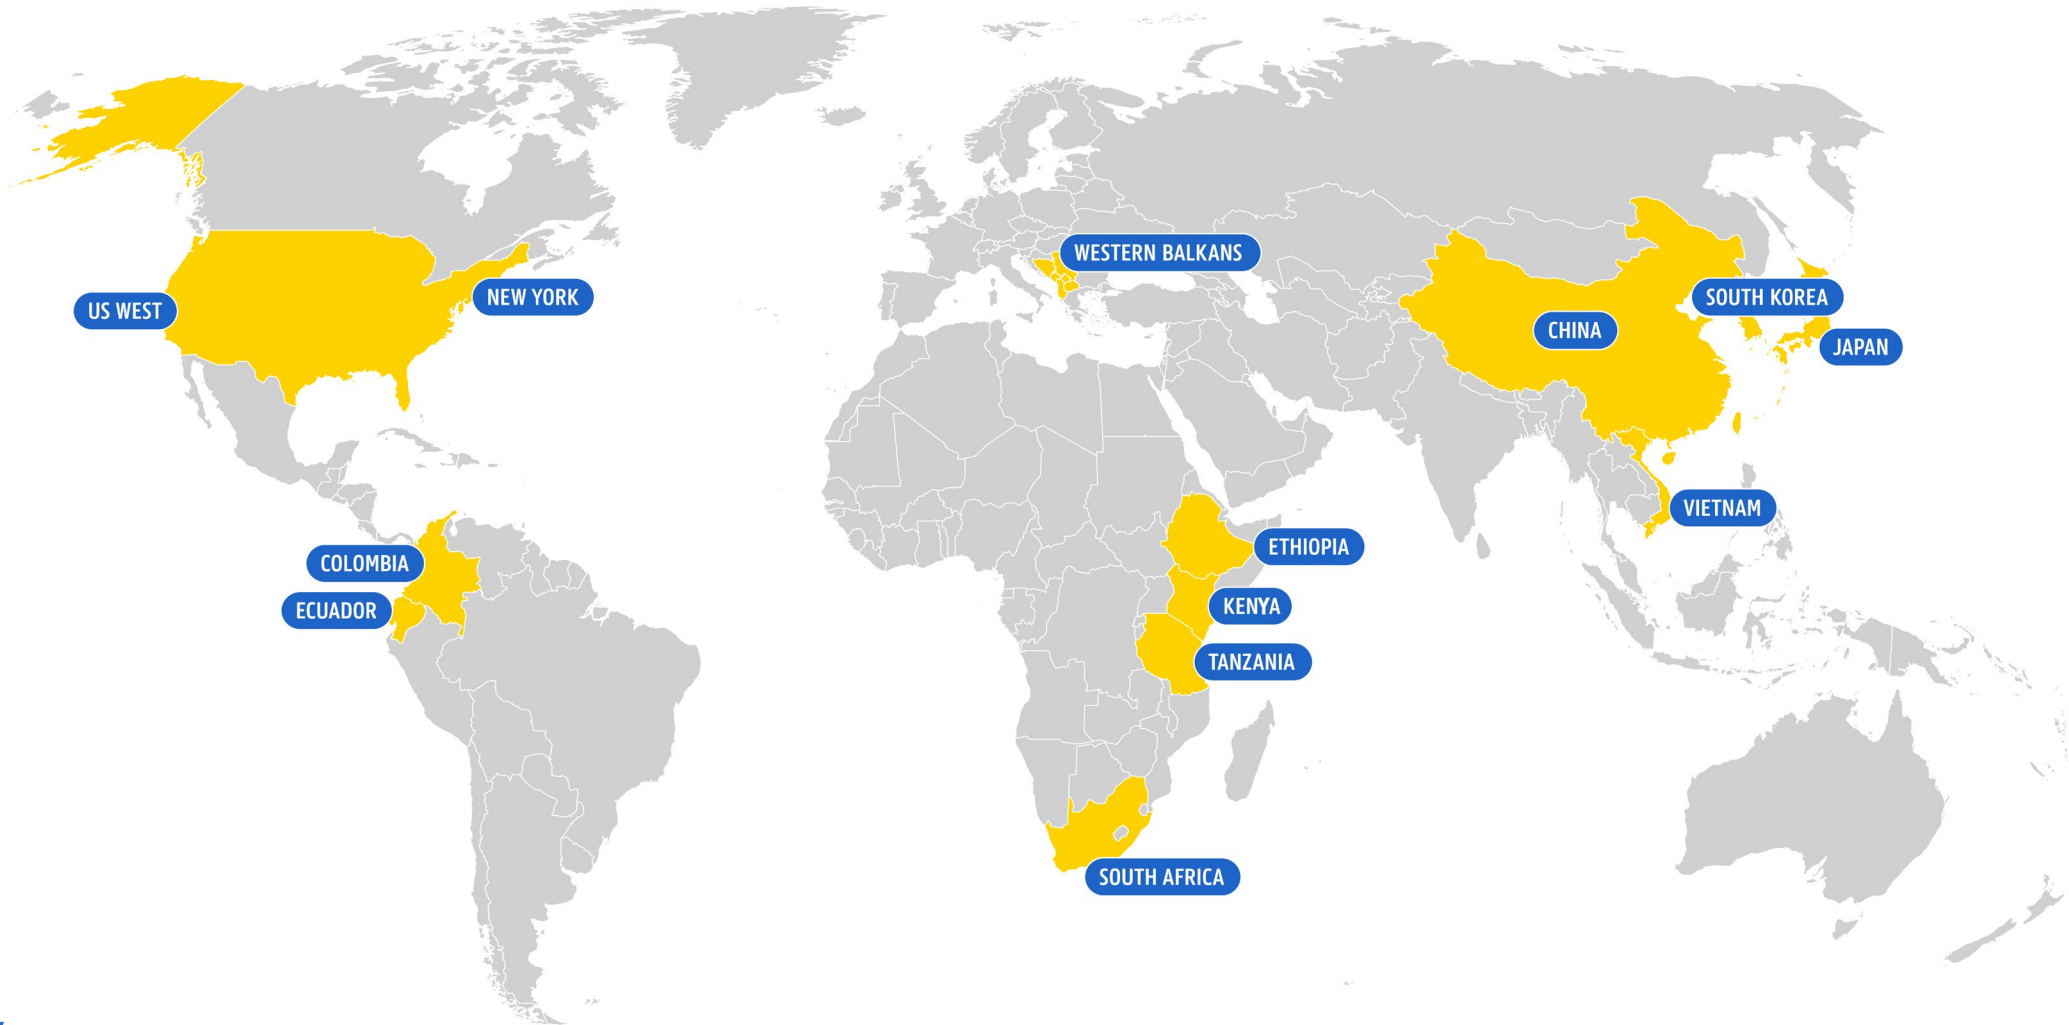 WESTERN BALKANS
US WEST
NEW YORK
SOUTH KOREA
CHINA
JAPAN
VIETNAM
COLOMBIA
ETHIOPIA
ECUADOR
KENYA
TANZANIA
SOUTH AFRICA